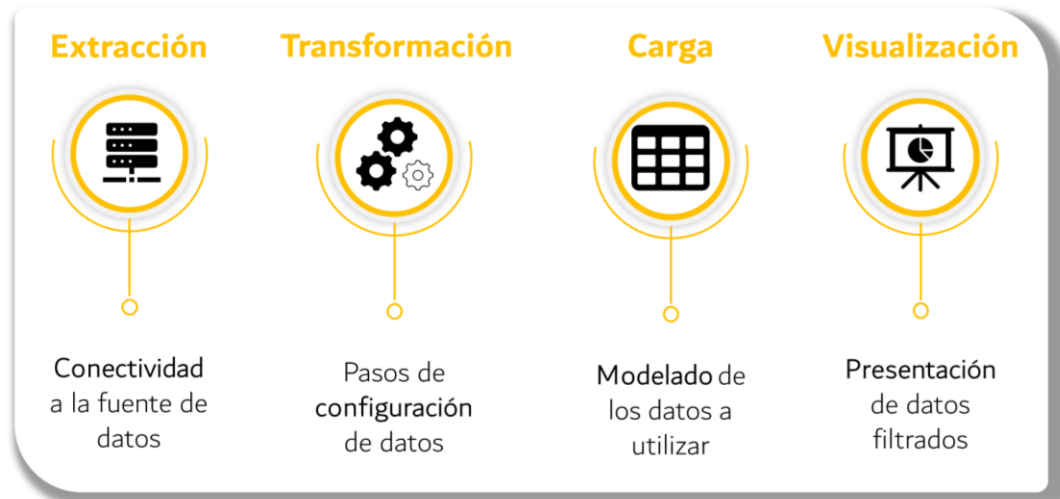 Extracción
Conectividad
a la fuente de
datos
Transformación
Pasos de
configuración
de datos
Carga
Modelado de
los datos a
utilizar
Visualización
Presentación
de datos
filtrados